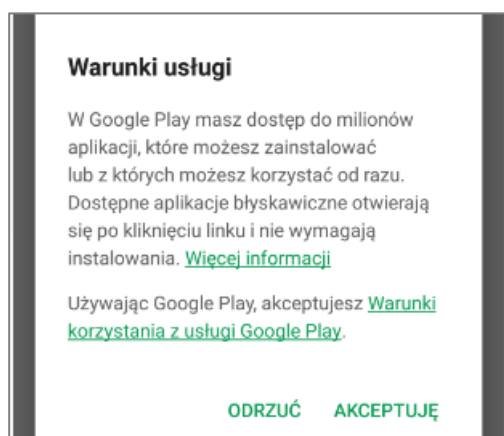 Warunki usługi
W Google Play masz dostęp do milionów
aplikacji, które możesz zainstalować
lub z których możesz korzystać od razu.
Dostępne aplikacje błyskawiczne otwierają
się po kliknięciu linku i nie wymagają
instalowania. Więcej informacji
Używając Google Play, akceptujesz Warunki
korzystania z usługi Google Play.
ODRZUĆ AKCEPTUJĘ